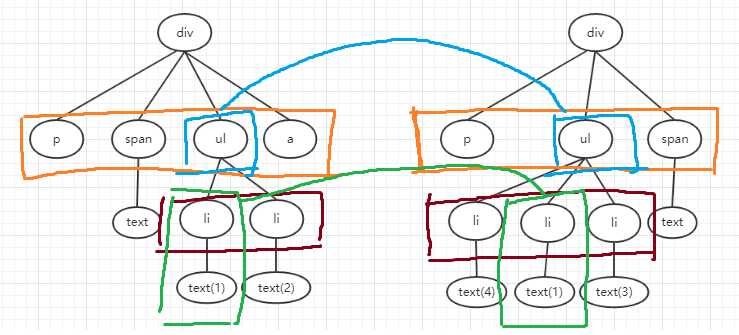 div div
p span ul a p ul span
text li li li li li text
text(1) text(2) text(4) text(1) text(3)